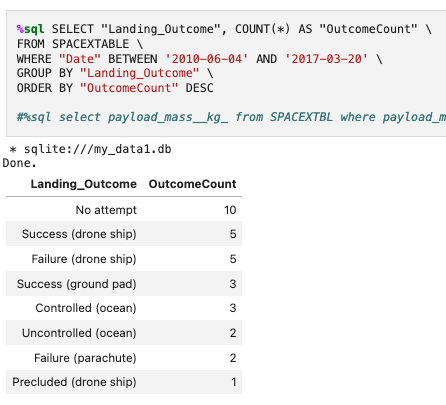 %sql SELECT "Landing_Outcome", COUNT(*) AS "OutcomeCount" \
FROM SPACEXTABLE \
WHERE "Date" BETWEEN '2010-06-04' AND '2017-03-20' \
GROUP BY "Landing_Outcome" \
ORDER BY "OutcomeCount" DESC
#%sql select payload_mass__kg_ from SPACEXTBL where payload_m
* sqlite:///my_data1.db
Done.
Landing_Outcome OutcomeCount
No attempt 10
Success (drone ship) 5
Failure (drone ship) 5
Success (ground pad) 3
Controlled (ocean) 3
Uncontrolled (ocean) 2
Failure (parachute) 2
Precluded (drone ship) 1